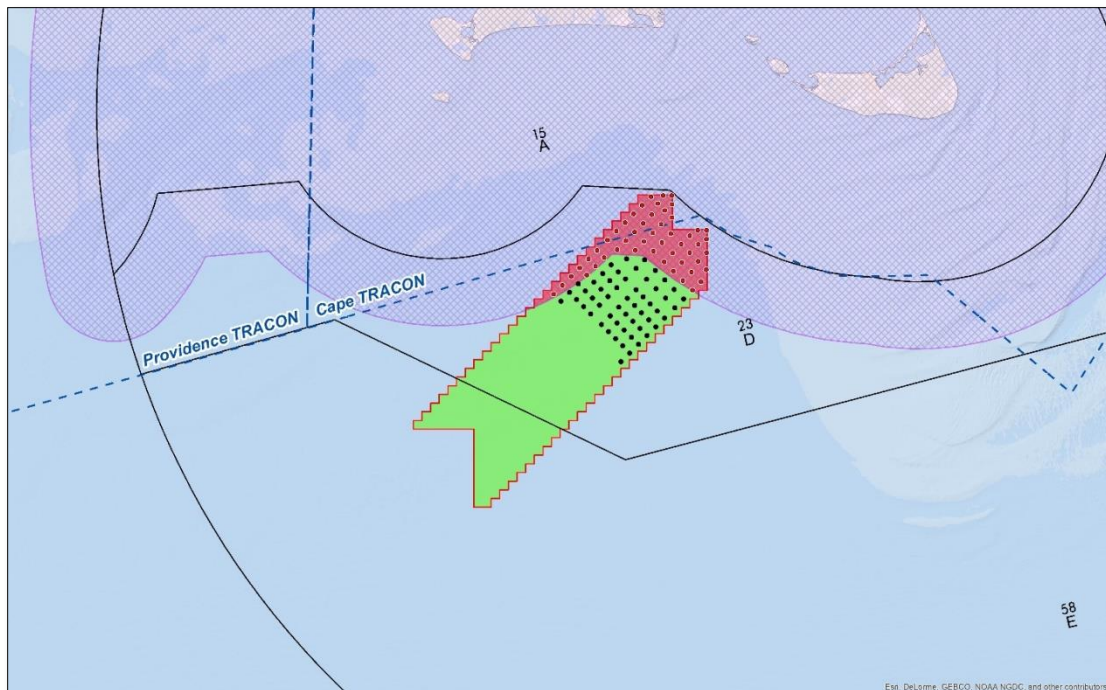 15
A
Providence TRACON
Cape TRACON
23
D
58
E
Esri, DeLorme, GEBCO, NOAA NGDC, and other contributors